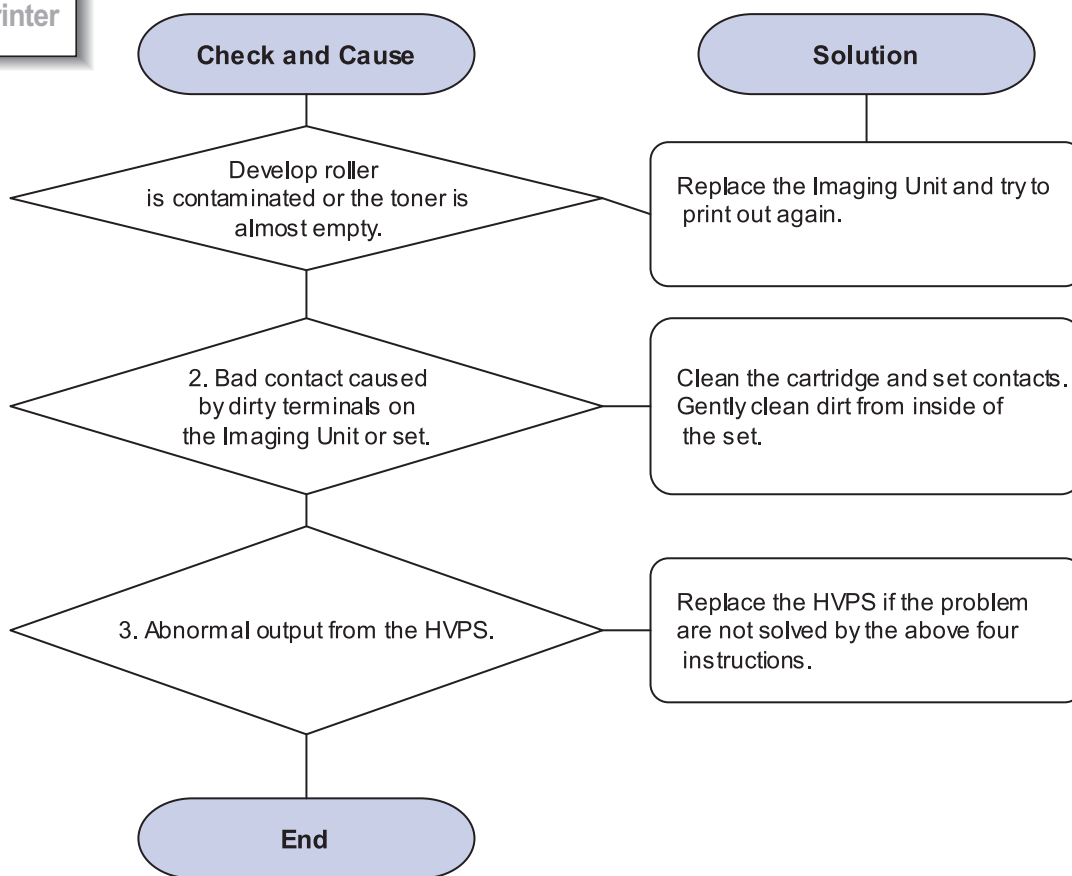 Check and Cause
Solution
Develop roller
is contaminated or the toner is
almost empty.
Replace the Imaging Unit and try to
print out again.
2. Bad contact caused
by dirty terminals on
the Imaging Unit or set.
Clean the cartridge and set contacts.
Gently clean dirt from inside of
the set.
3. Abnormal output from the HVPS.
Replace the HVPS if the problem
are not solved by the above four
instructions.
End